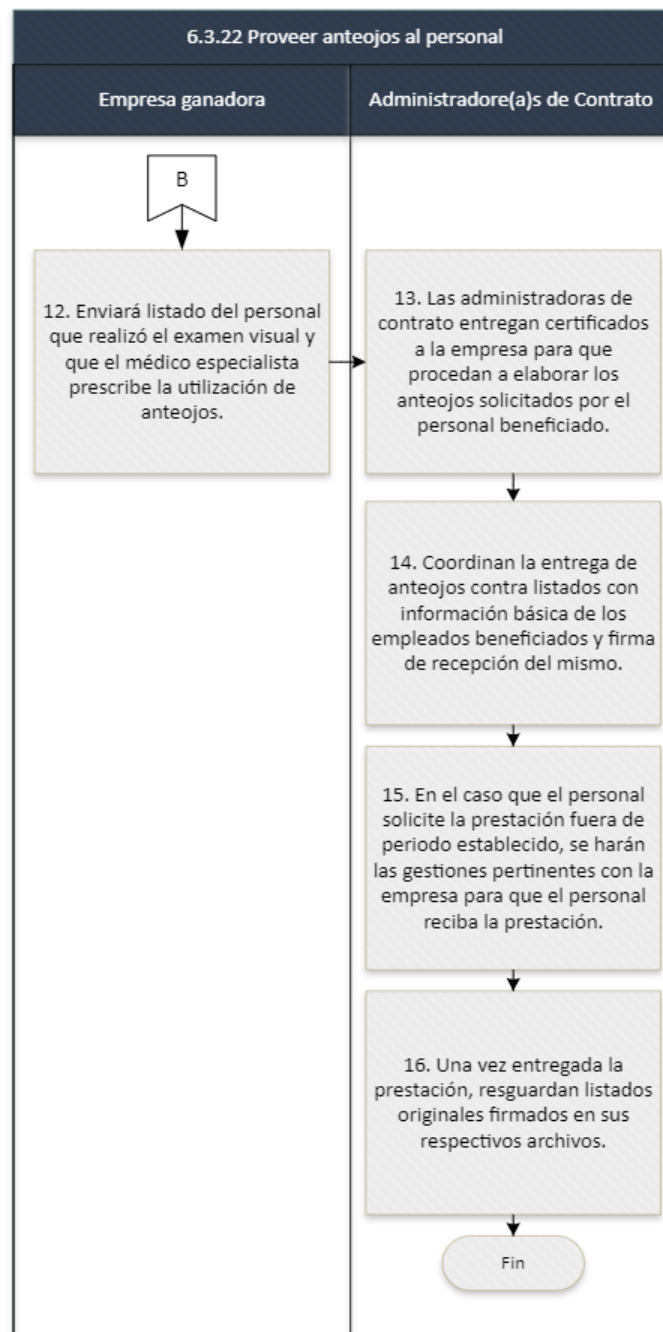 6.3.22 Proveer anteojos al personal
Empresa ganadora
Administradore(a)s de Contrato
B
12. Enviará listado del personal
que realizó el examen visual y
que el médico especialista
prescribe la utilización de
anteojos.
13. Las administradoras de
contrato entregan certificados
a la empresa para que
procedan a elaborar los
anteojos solicitados por el
personal beneficiado.
14. Coordinan la entrega de
anteojos contra listados con
información básica de los
empleados beneficiados y firma
de recepción del mismo.
15. En el caso que el personal
solicite la prestación fuera de
periodo establecido, se harán
las gestiones pertinentes con la
empresa para que el personal
reciba la prestación.
16. Una vez entregada la
prestación, resguardan listados
originales firmados en sus
respectivos archivos.
Fin